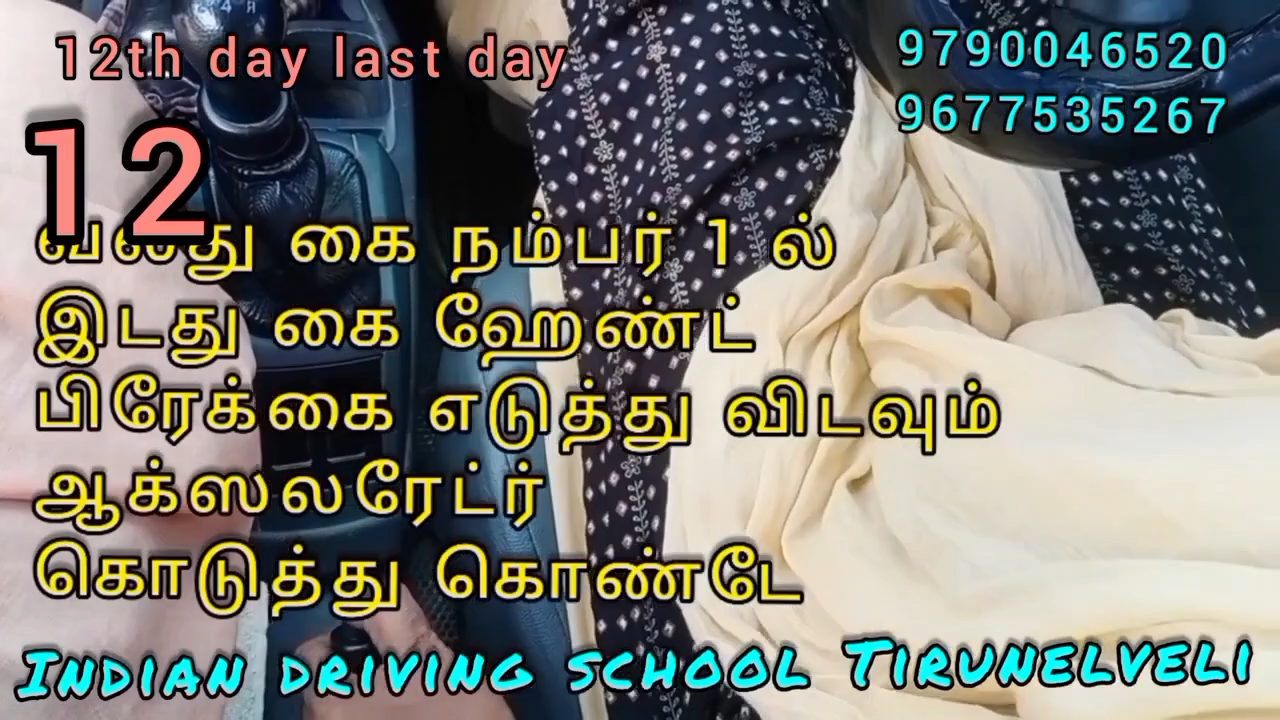 12th day last day
9790046520
9677535267
12
வலது கை நம்பர் 1 ல்
இடது கை ஹேண்ட்
பிரேக்கை எடுத்து விடவும்
ஆக்ஸலரேட்ர்
கொடுத்து கொண்டே
INDIAN DRIVING SCHOOL TIRUNELVELI